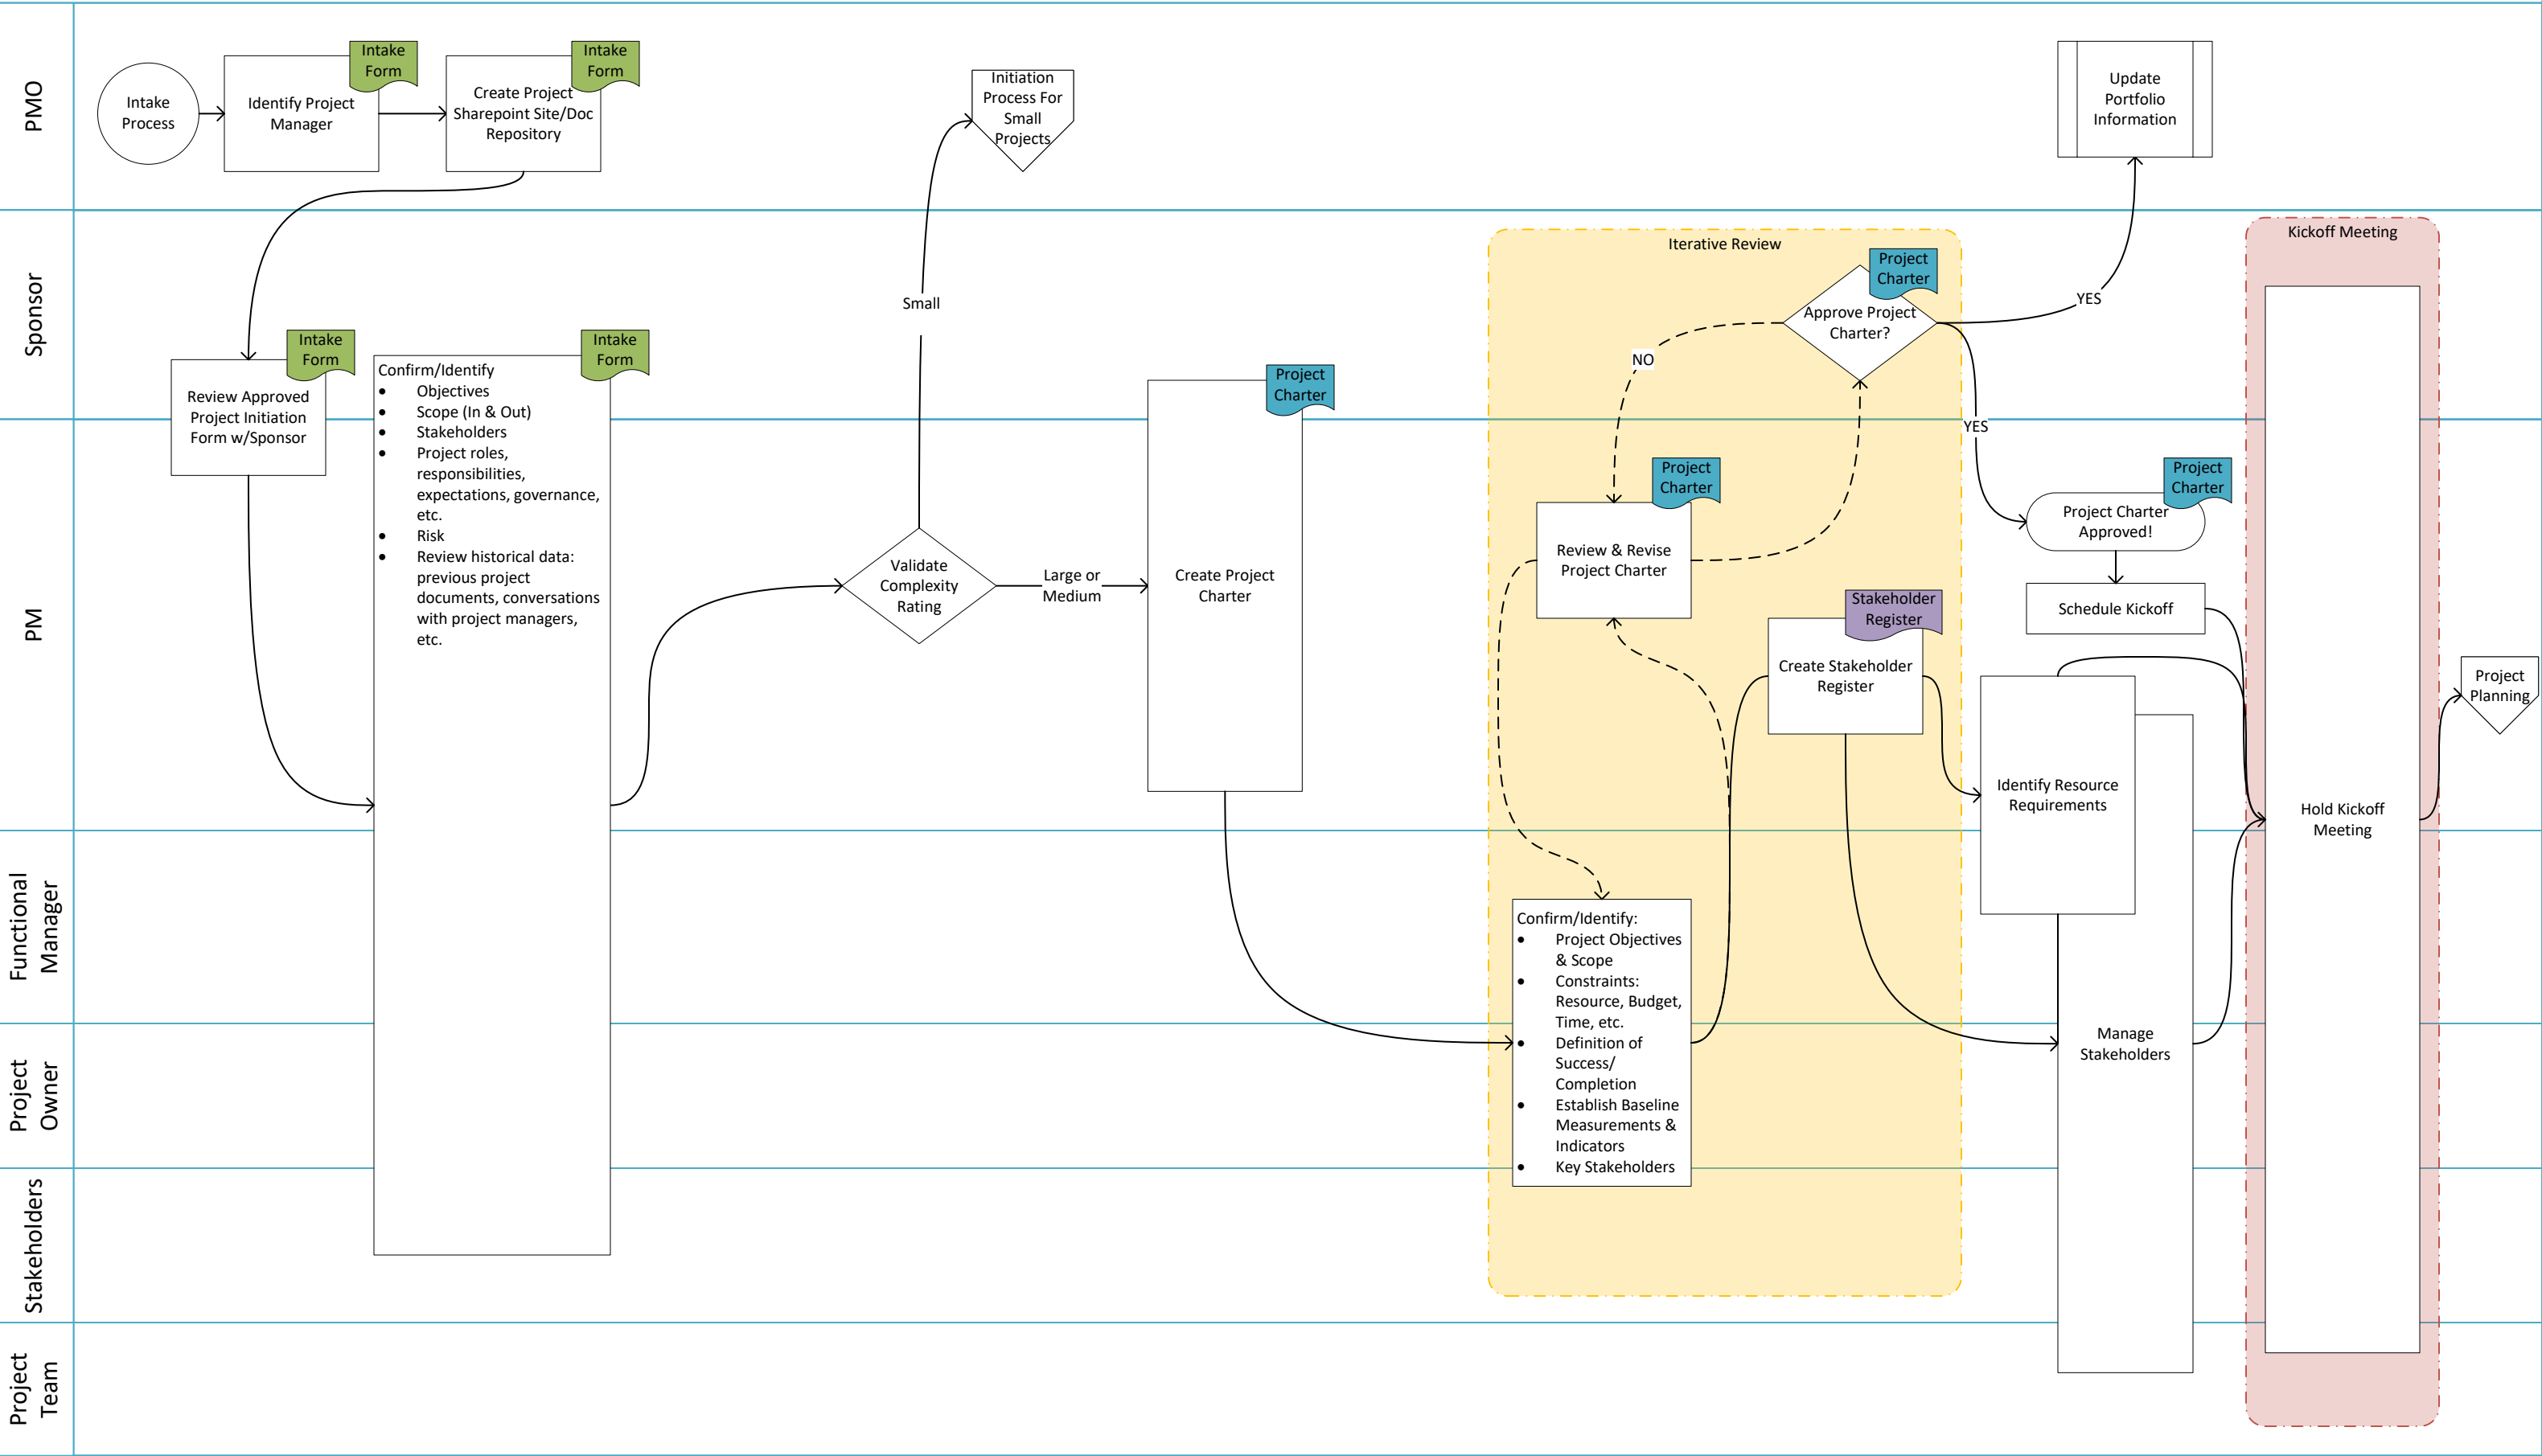 PMO
Intake
Process
Identify Project
Manager
Intake
Form
Create Project
Sharepoint Site/Doc
Repository
Intake
Form
Initiation
Process For
Small
Projects
Update
Portfolio
Information
Sponsor
Review Approved
Project Initiation
Form w/Sponsor
Intake
Form
Confirm/Identify
● Objectives
● Scope (In & Out)
● Stakeholders
● Project roles,
responsibilities,
expectations, governance,
etc.
● Risk
● Review historical data:
previous project
documents, conversations
with project managers,
etc.
Intake
Form
Small
Iterative Review
Approve Project
Charter?
Project
Charter
NO
YES
YES
Kickoff Meeting
PM
Validate
Complexity
Rating
Large or
Medium
Create Project
Charter
Project
Charter
Review & Revise
Project Charter
Project
Charter
Create Stakeholder
Register
Stakeholder
Register
Project Charter
Approved!
Project
Charter
Schedule Kickoff
Identify Resource
Requirements
Hold Kickoff
Meeting
Project
Planning
Functional
Manager
Confirm/Identify:
● Project Objectives
& Scope
● Constraints:
Resource, Budget,
Time, etc.
● Definition of
Success/
Completion
● Establish Baseline
Measurements &
Indicators
● Key Stakeholders
Manage
Stakeholders
Project
Owner
Stakeholders
Project
Team